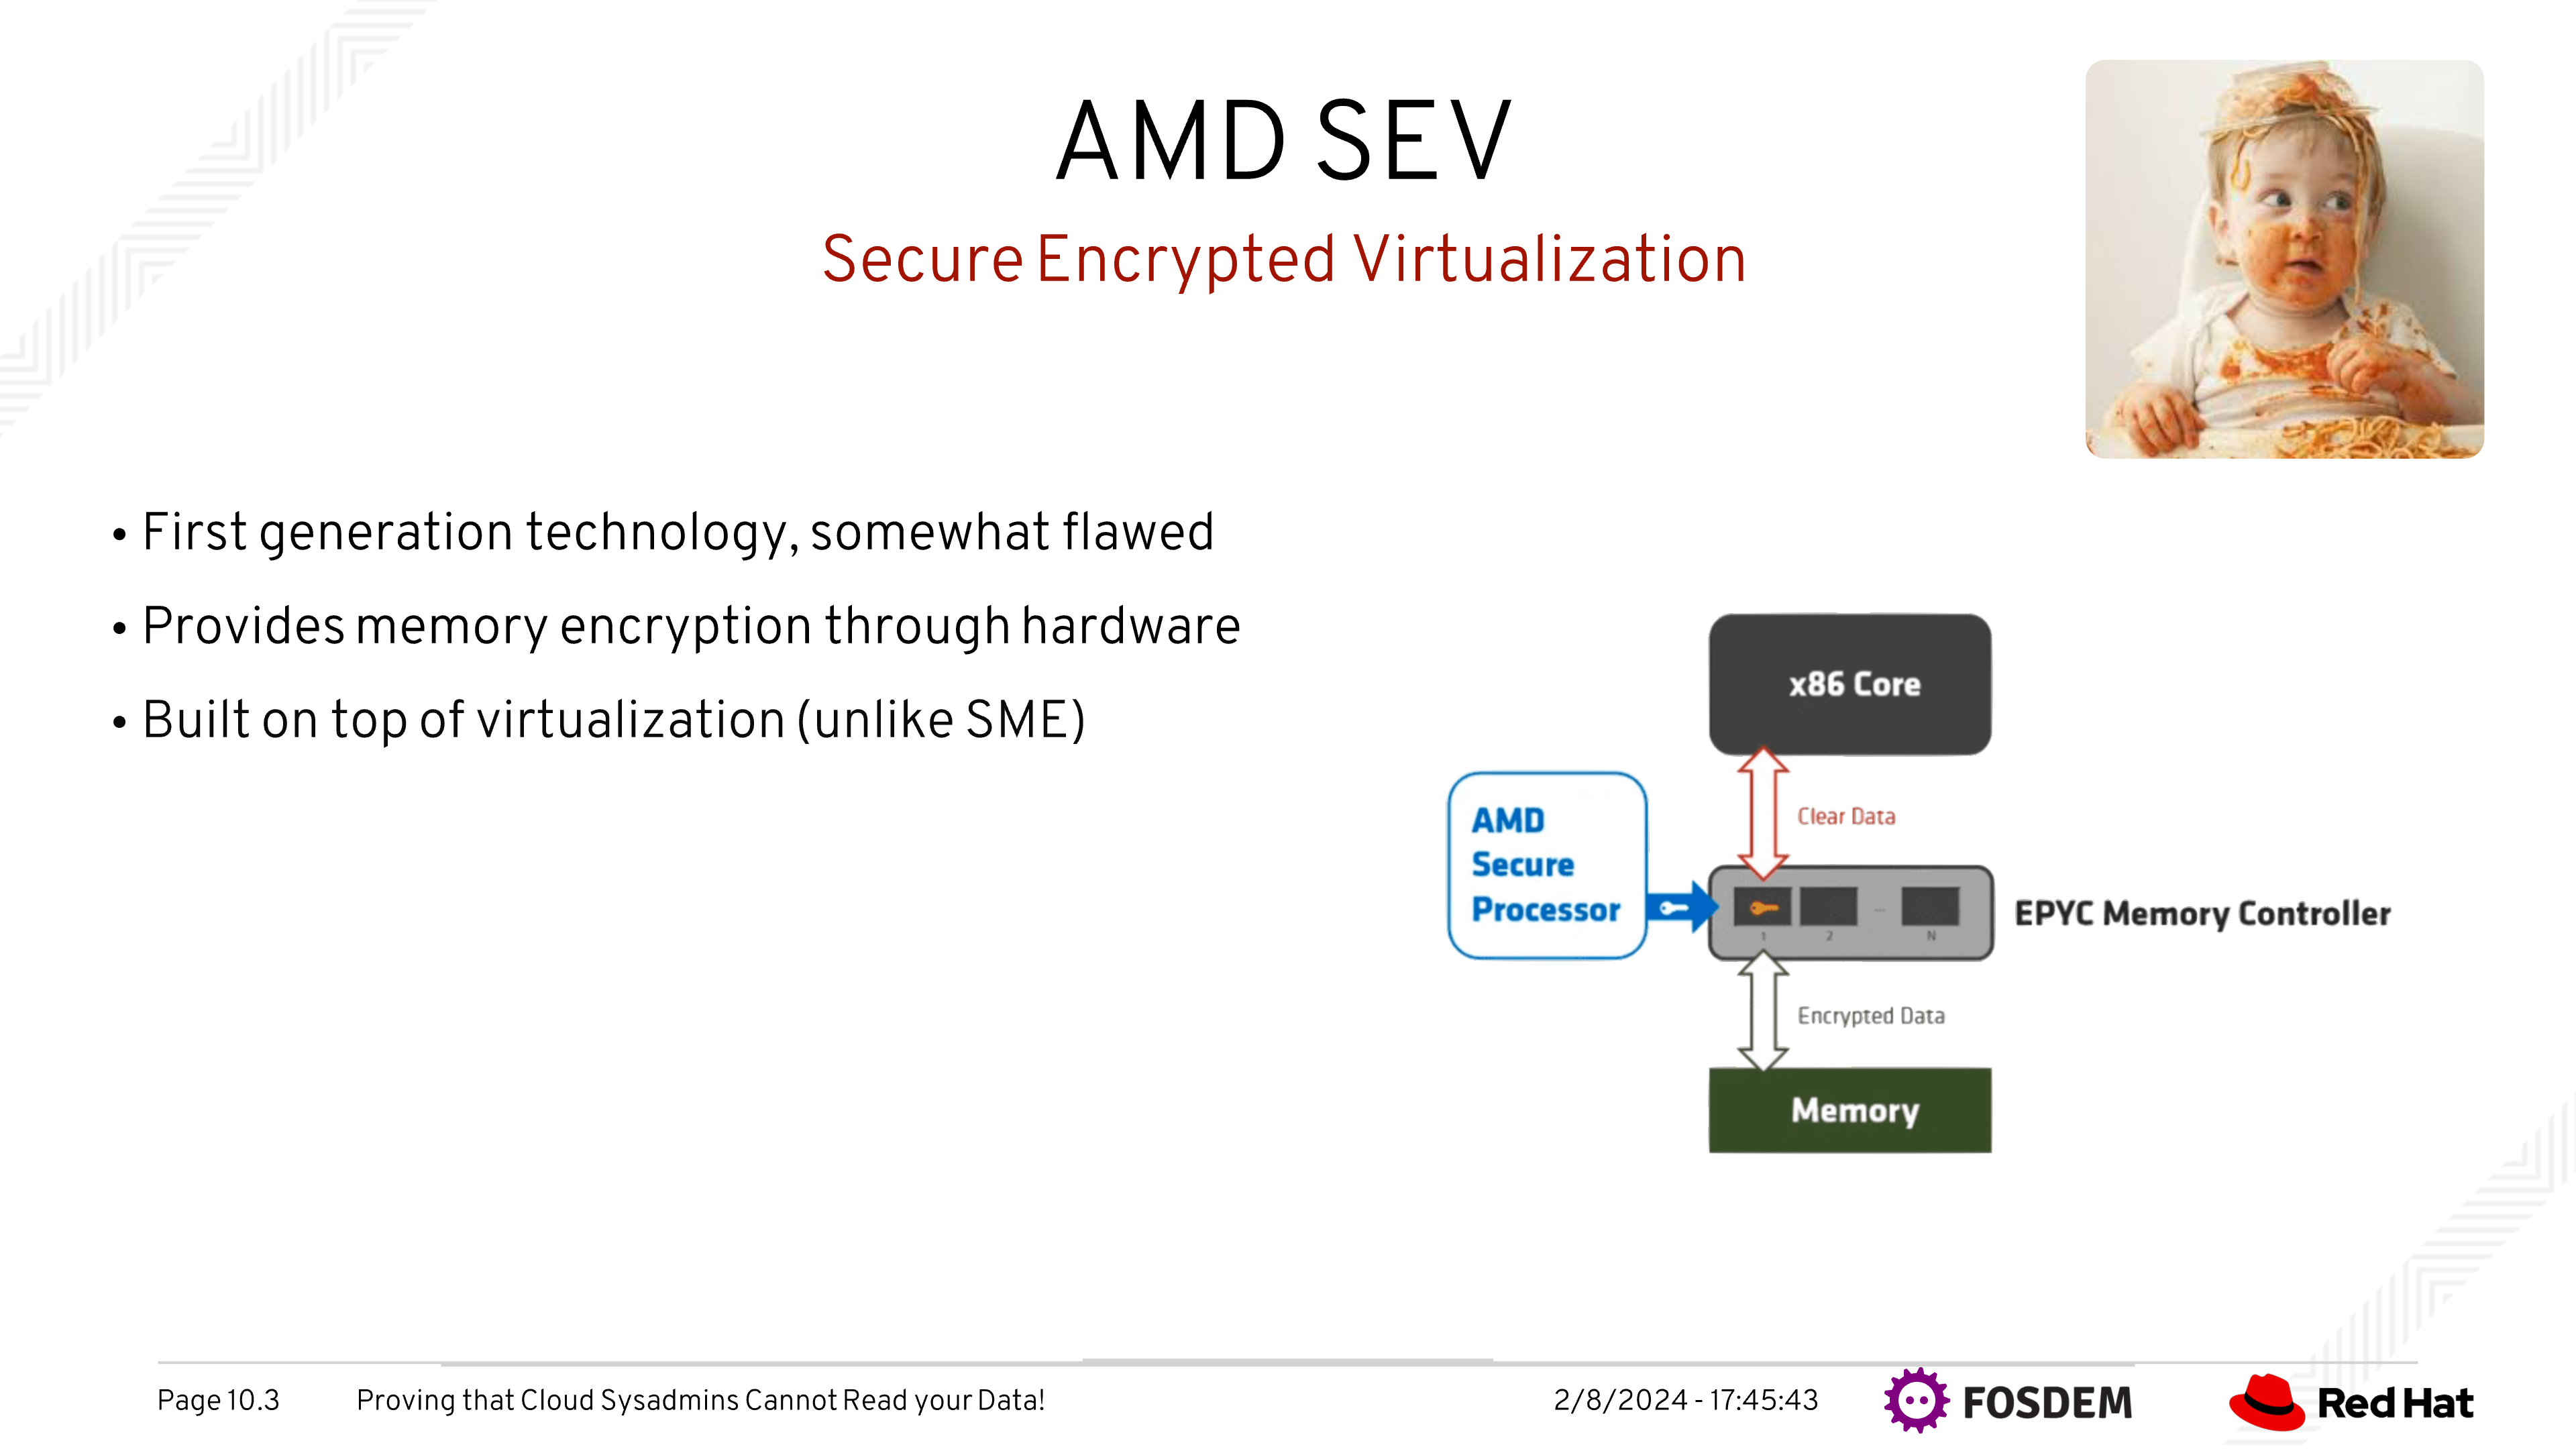 AMD SEV
Secure Encrypted Virtualization
• First generation technology, somewhat flawed
• Provides memory encryption through hardware
• Built on top of virtualization (unlike SME)
x86 Core
Clear Data
AMD
Secure
Processor
1 2 ... N
EPYC Memory Controller
Encrypted Data
Memory
Page 10.3 Proving that Cloud Sysadmins Cannot Read your Data! 2/8/2024 - 17:45:43 FOSDEM Red Hat